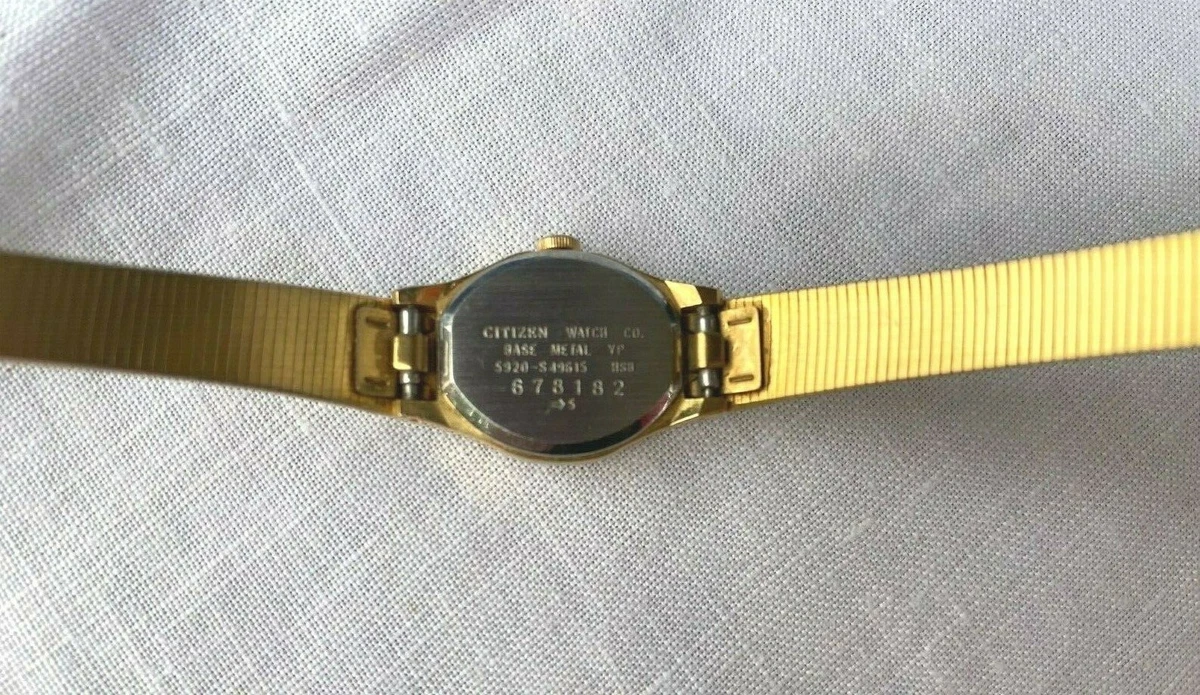 CITIZEN WATCH CO.
BASE METAL YP
5920-S49615 HSB
678182
S